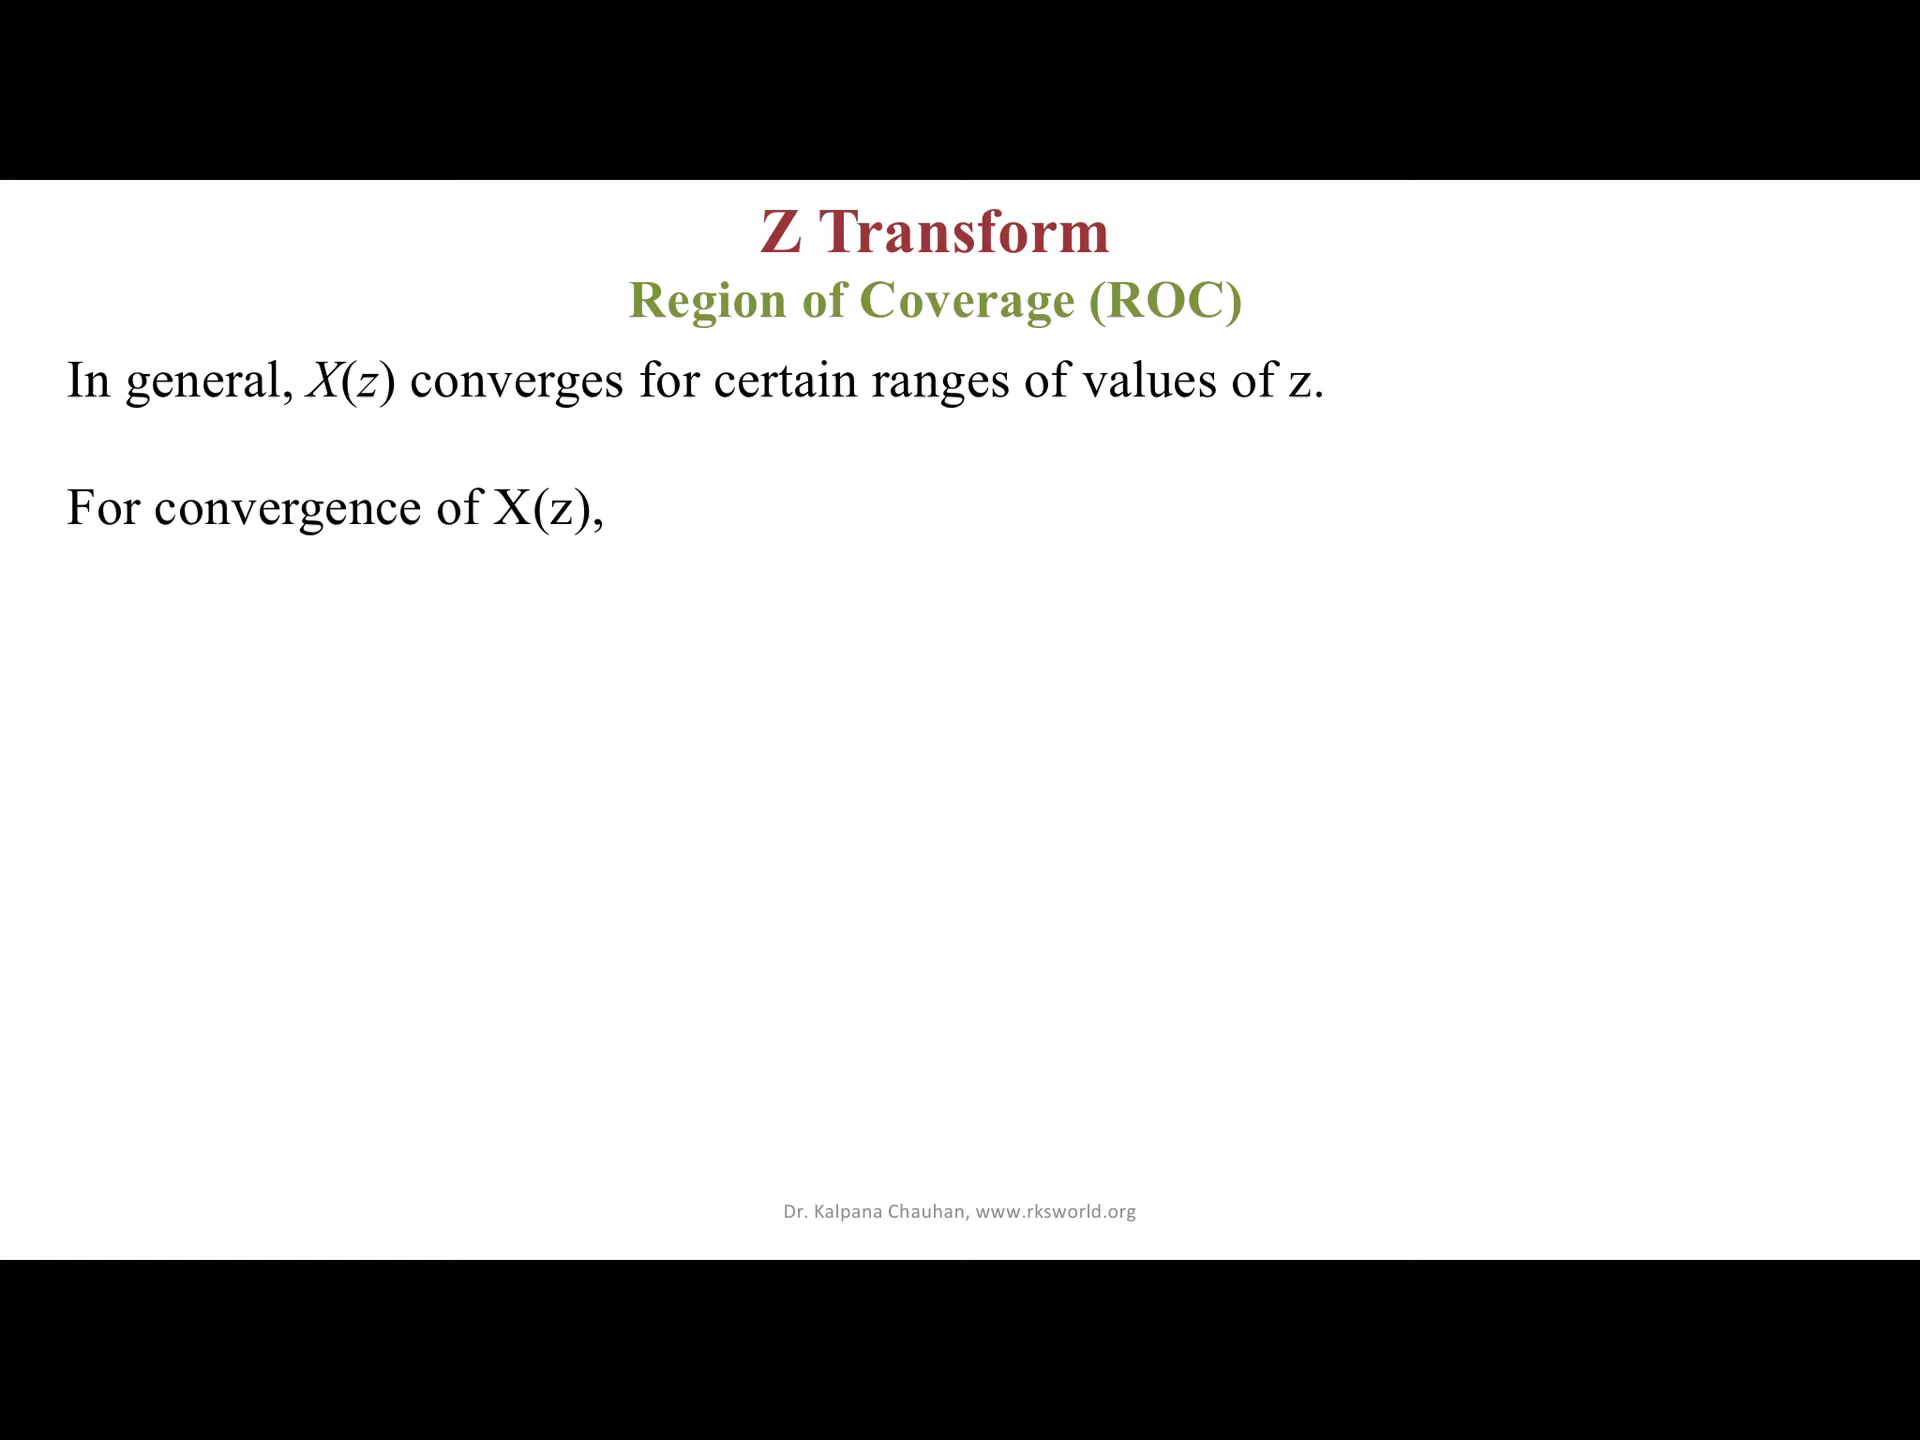 Z Transform
Region of Coverage (ROC)
In general, X(z) converges for certain ranges of values of z.
For convergence of X(z),
Dr. Kalpana Chauhan, www.rksworld.org